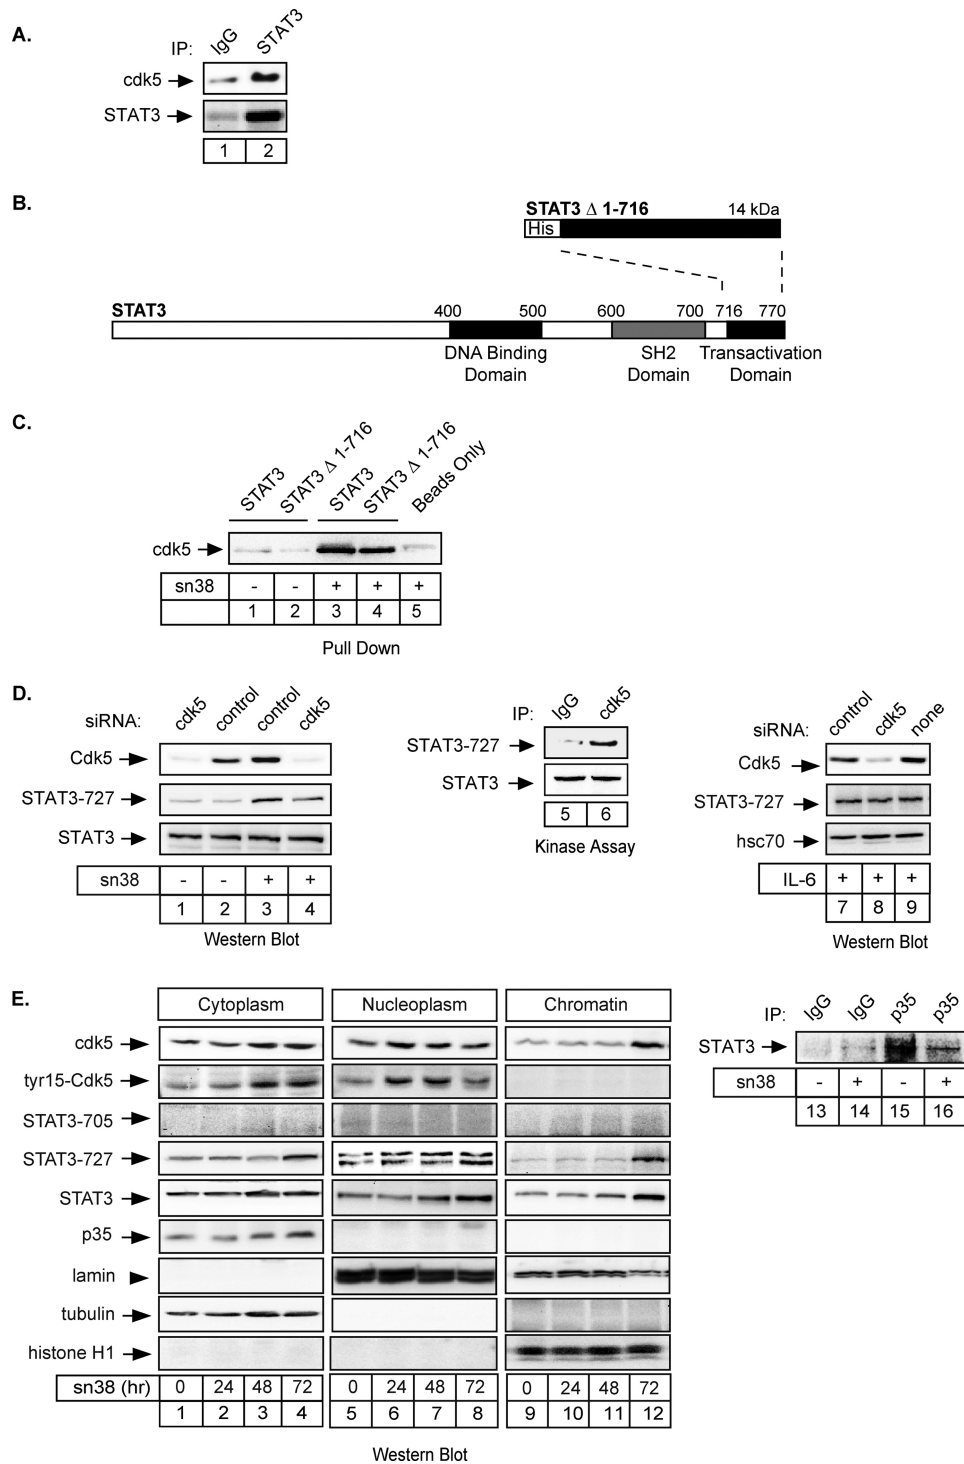 A.
IP: IgG STAT3
cdk5
STAT3
1 2
B.
STAT3 Δ 1-716 14 kDa
His
STAT3 400 500 600 700 716 770
DNA Binding Domain
SH2 Domain
Transactivation Domain
C.
STAT3 STAT3 Δ 1-716 STAT3 STAT3 Δ 1-716 Beads Only
cdk5
sn38 - - + + +
1 2 3 4 5
Pull Down
D.
siRNA: cdk5 control control cdk5
Cdk5
STAT3-727
STAT3
sn38 - - + +
1 2 3 4
Western Blot
IP: IgG cdk5
STAT3-727
STAT3
5 6
Kinase Assay
siRNA: control cdk5 none
Cdk5
STAT3-727
hsc70
IL-6 + + +
7 8 9
Western Blot
E.
Cytoplasm Nucleoplasm Chromatin
cdk5
tyr15-Cdk5
STAT3-705
STAT3-727
STAT3
p35
lamin
tubulin
histone H1
sn38 (hr) 0 24 48 72 0 24 48 72 0 24 48 72
1 2 3 4 5 6 7 8 9 10 11 12
Western Blot
IP: IgG IgG p35 p35
STAT3
sn38 - + - +
13 14 15 16